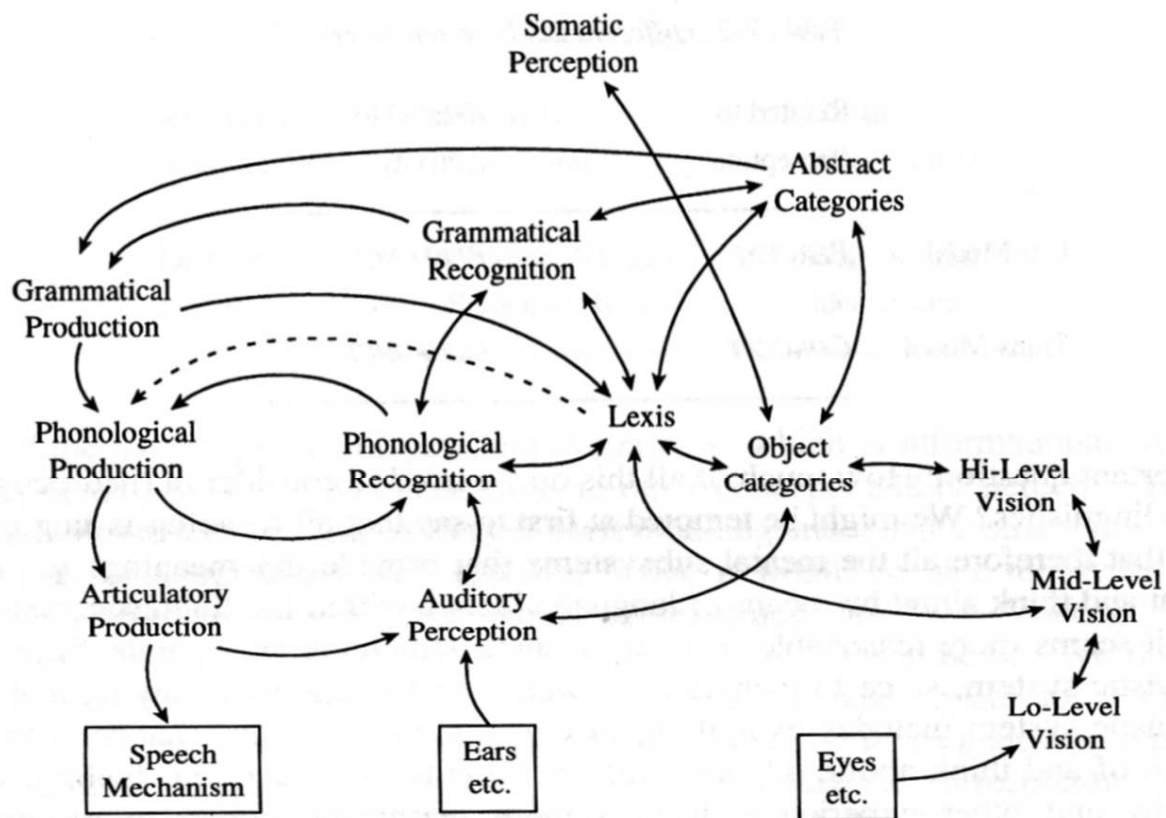 Somatic
Perception
Abstract
Categories
Grammatical
Recognition
Grammatical
Production
Lexis
Phonological
Production
Phonological
Recognition
Object
Categories
Hi-Level
Vision
Mid-Level
Vision
Articulatory
Production
Auditory
Perception
Lo-Level
Vision
Speech
Mechanism
Ears
etc.
Eyes
etc.